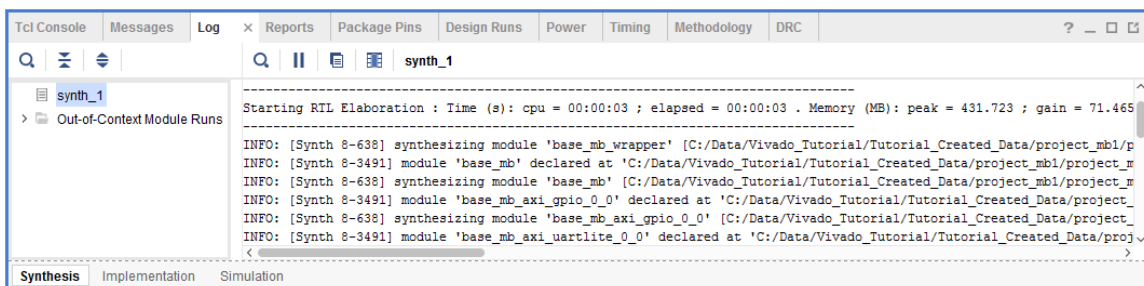 Tcl Console Messages Log × Reports Package Pins Design Runs Power Timing Methodology DRC ? _
synth_1
synth_1
Out-of-Context Module Runs
----------------------------------------------------------------------------------
Starting RTL Elaboration : Time (s): cpu = 00:00:03 ; elapsed = 00:00:03 . Memory (MB): peak = 431.723 ; gain = 71.465
----------------------------------------------------------------------------------
INFO: [Synth 8-638] synthesizing module 'base_mb_wrapper' [C:/Data/Vivado_Tutorial/Tutorial_Created_Data/project_mb1/p
INFO: [Synth 8-3491] module 'base_mb' declared at 'C:/Data/Vivado_Tutorial/Tutorial_Created_Data/project_mb1/project_m
INFO: [Synth 8-638] synthesizing module 'base_mb' [C:/Data/Vivado_Tutorial/Tutorial_Created_Data/project_mb1/project_m
INFO: [Synth 8-3491] module 'base_mb_axi_gpio_0_0' declared at 'C:/Data/Vivado_Tutorial/Tutorial_Created_Data/project_
INFO: [Synth 8-638] synthesizing module 'base_mb_axi_gpio_0_0' [C:/Data/Vivado_Tutorial/Tutorial_Created_Data/project_
INFO: [Synth 8-3491] module 'base_mb_axi_uartlite_0_0' declared at 'C:/Data/Vivado_Tutorial/Tutorial_Created_Data/proj
Synthesis Implementation Simulation